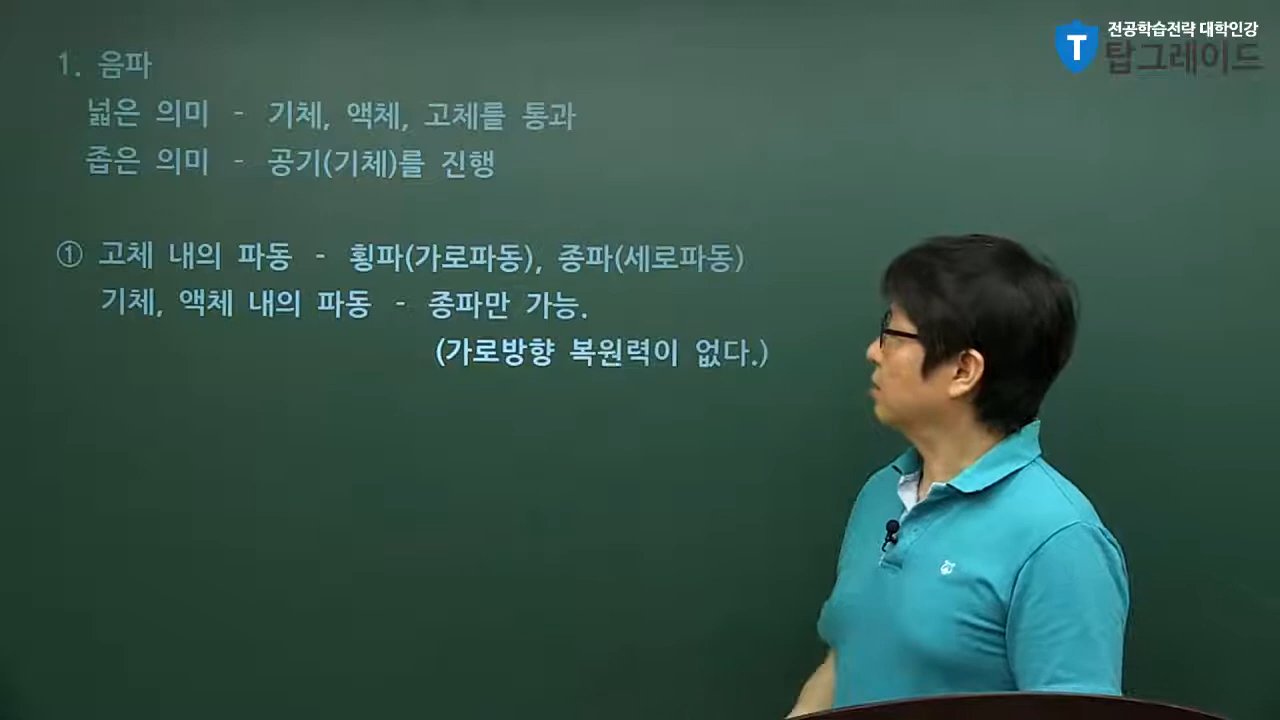 전공학습전략 대학인강
T 탑그레이드
1. 음파
넓은 의미 - 기체, 액체, 고체를 통과
좁은 의미 - 공기(기체)를 진행
① 고체 내의 파동 - 횡파(가로파동), 종파(세로파동)
기체, 액체 내의 파동 - 종파만 가능.
(가로방향 복원력이 없다.)